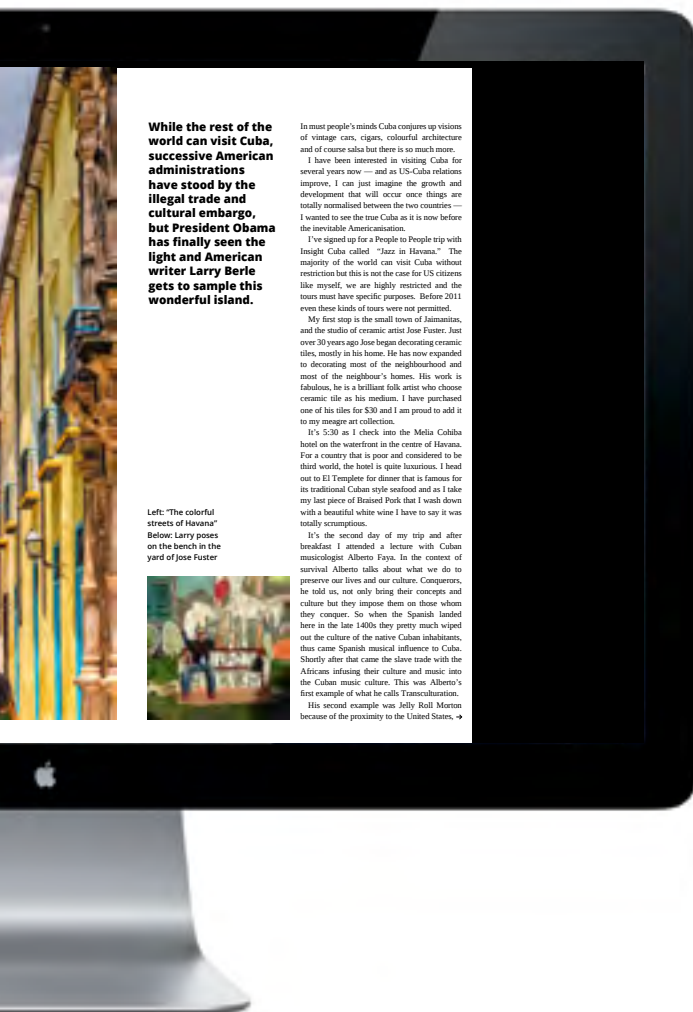 While the rest of the
world can visit Cuba,
successive American
administrations
have stood by the
illegal trade and
cultural embargo,
but President Obama
has finally seen the
light and American
writer Larry Berle
gets to sample this
wonderful island.
Left: “The colorful
streets of Havana”
Below: Larry poses
on the bench in the
yard of Jose Fuster
In must people’s minds Cuba conjures up visions
of vintage cars, cigars, colourful architecture
and of course salsa but there is so much more.
I have been interested in visiting Cuba for
several years now — and as US-Cuba relations
improve, I can just imagine the growth and
development that will occur once things are
totally normalised between the two countries —
I wanted to see the true Cuba as it is now before
the inevitable Americanisation.
I’ve signed up for a People to People trip with
Insight Cuba called “Jazz in Havana.” The
majority of the world can visit Cuba without
restriction but this is not the case for US citizens
like myself, we are highly restricted and the
tours must have specific purposes. Before 2011
even these kinds of tours were not permitted.
My first stop is the small town of Jaimanitas,
and the studio of ceramic artist Jose Fuster. Just
over 30 years ago Jose began decorating ceramic
tiles, mostly in his home. He has now expanded
to decorating most of the neighbourhood and
most of the neighbour’s homes. His work is
fabulous, he is a brilliant folk artist who choose
ceramic tile as his medium. I have purchased
one of his tiles for $30 and I am proud to add it
to my meagre art collection.
It’s 5:30 as I check into the Melia Cohiba
hotel on the waterfront in the centre of Havana.
For a country that is poor and considered to be
third world, the hotel is quite luxurious. I head
out to El Templete for dinner that is famous for
its traditional Cuban style seafood and as I take
my last piece of Braised Pork that I wash down
with a beautiful white wine I have to say it was
totally scrumptious.
It’s the second day of my trip and after
breakfast I attended a lecture with Cuban
musicologist Alberto Faya. In the context of
survival Alberto talks about what we do to
preserve our lives and our culture. Conquerors,
he told us, not only bring their concepts and
culture but they impose them on those whom
they conquer. So when the Spanish landed
here in the late 1400s they pretty much wiped
out the culture of the native Cuban inhabitants,
thus came Spanish musical influence to Cuba.
Shortly after that came the slave trade with the
Africans infusing their culture and music into
the Cuban music culture. This was Alberto’s
first example of what he calls Transculturation.
His second example was Jelly Roll Morton
because of the proximity to the United States, ➔